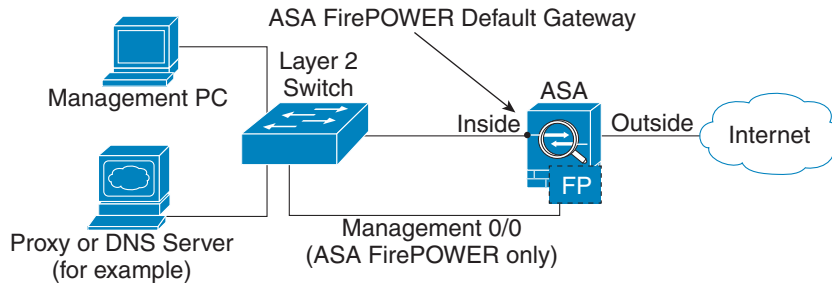 ASA FirePOWER Default Gateway
Layer 2
Switch
Management PC
ASA
Inside
Outside
Internet
FP
Proxy or DNS Server
(for example)
Management 0/0
(ASA FirePOWER only)